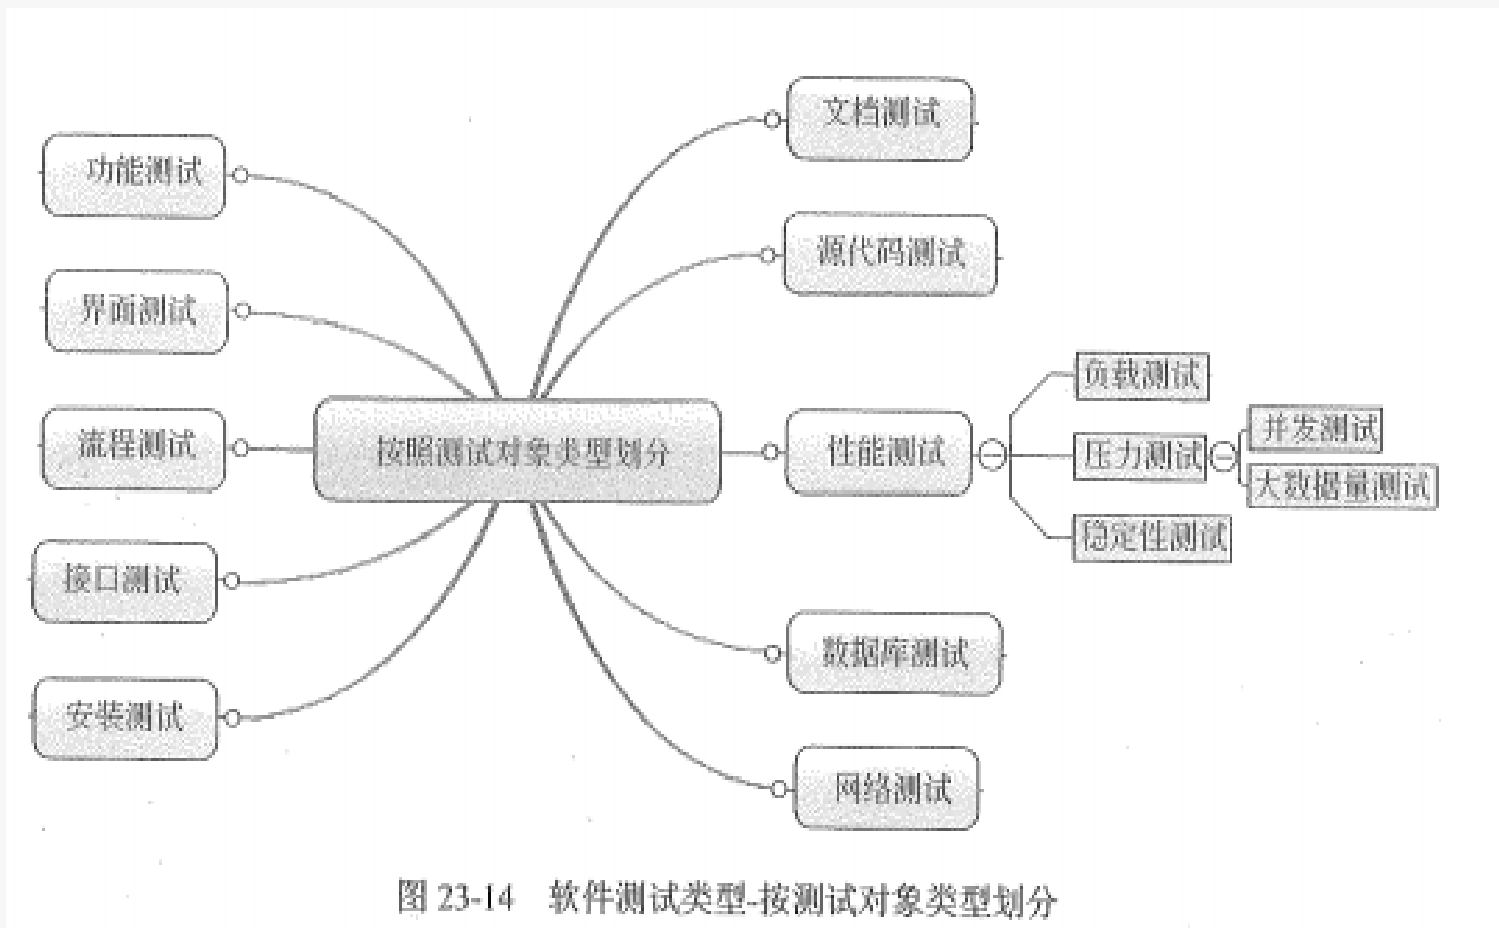 文档测试
功能测试
源代码测试
界面测试
负载测试
并发测试
流程测试
按照测试对象类型划分
性能测试
压力测试
大数据量测试
稳定性测试
接口测试
数据库测试
安装测试
网络测试
图 23-14 软件测试类型-按测试对象类型划分